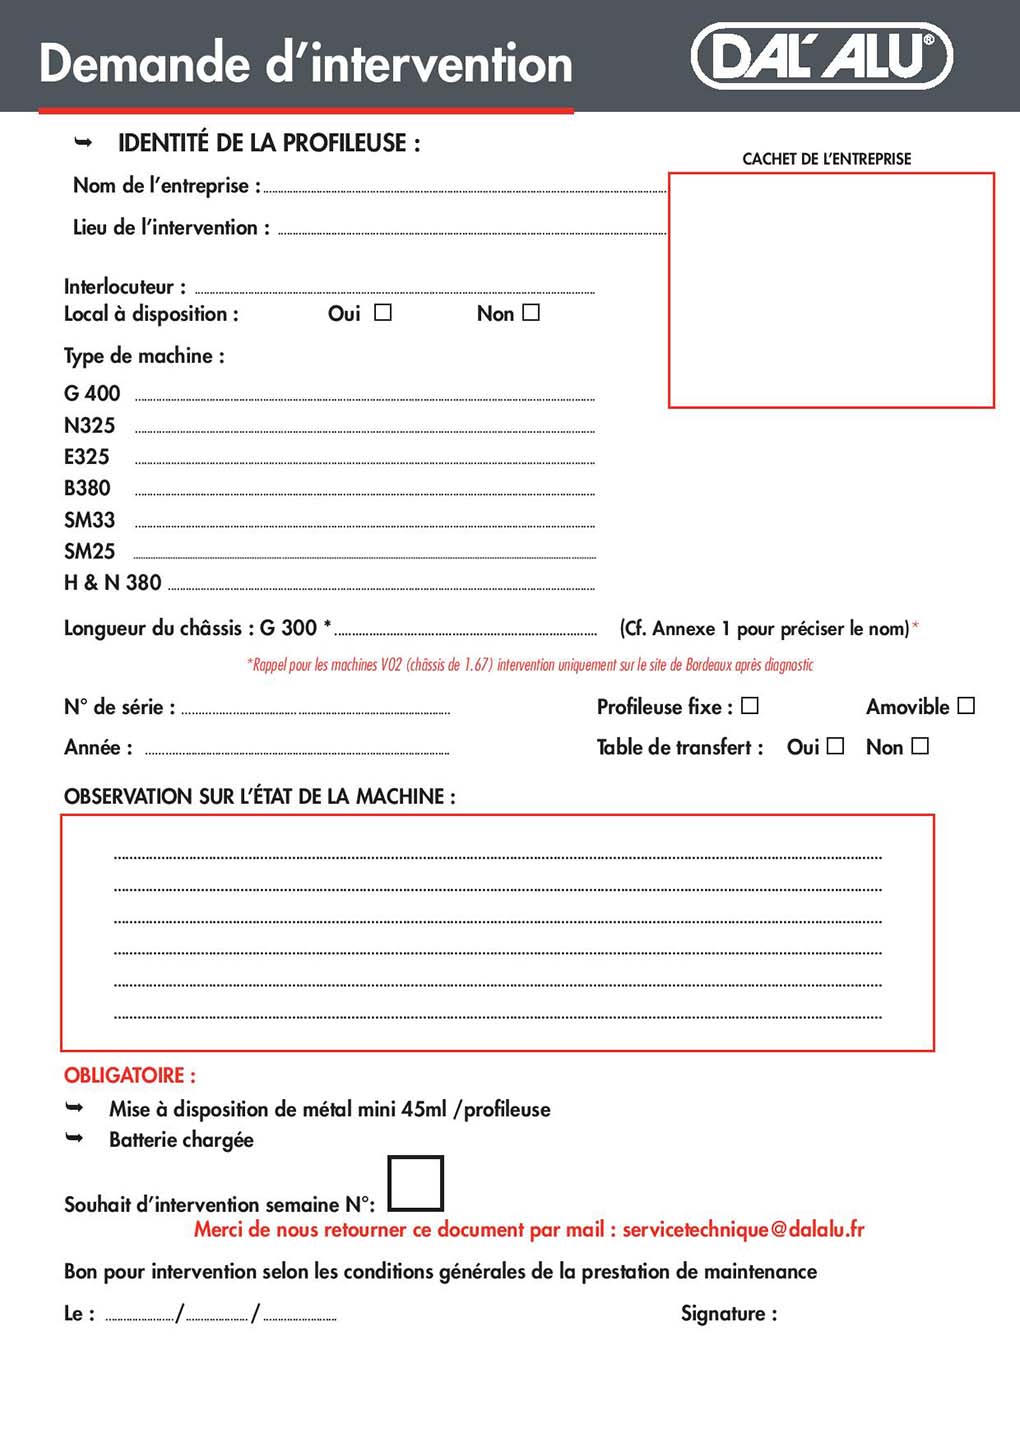 Demande d'intervention
DAL'ALU®
➥ IDENTITÉ DE LA PROFILEUSE :
CACHET DE L'ENTREPRISE
Nom de l'entreprise :
Lieu de l'intervention :
Interlocuteur :
Local à disposition : Oui ☐ Non ☐
Type de machine :
G 400
N325
E325
B380
SM33
SM25
H & N 380
Longueur du châssis : G 300 * (Cf. Annexe 1 pour préciser le nom)*
*Rappel pour les machines V02 (châssis de 1.67) intervention uniquement sur le site de Bordeaux après diagnostic
N° de série : Profileuse fixe : ☐ Amovible ☐
Année : Table de transfert : Oui ☐ Non ☐
OBSERVATION SUR L'ÉTAT DE LA MACHINE :
OBLIGATOIRE :
➥ Mise à disposition de métal mini 45ml /profileuse
➥ Batterie chargée
Souhait d'intervention semaine N°:
Merci de nous retourner ce document par mail : servicetechnique@dalalu.fr
Bon pour intervention selon les conditions générales de la prestation de maintenance
Le : ........./........./......... Signature :